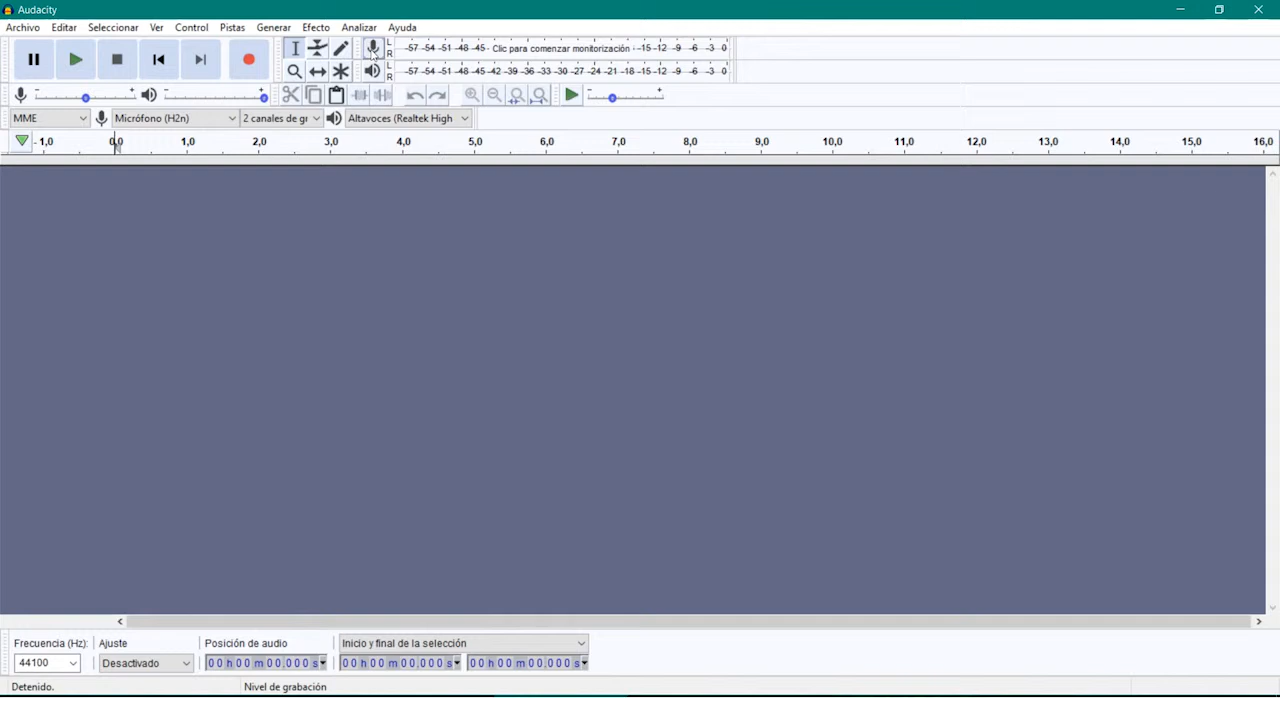 Audacity
Archivo Editar Seleccionar Ver Control Pistas Generar Efecto Analizar Ayuda
L R -57 -54 -51 -48 -45 - Clic para comenzar monitorización - -15 -12 -9 -6 -3 0
L R -57 -54 -51 -48 -45 -42 -39 -36 -33 -30 -27 -24 -21 -18 -15 -12 -9 -6 -3 0
MME Micrófono (H2n) 2 canales de gr Altavoces (Realtek High
- 1,0 0,0 1,0 2,0 3,0 4,0 5,0 6,0 7,0 8,0 9,0 10,0 11,0 12,0 13,0 14,0 15,0 16,0
Frecuencia (Hz): Ajuste Posición de audio Inicio y final de la selección
44100 Desactivado 00 h 00 m 00.000 s 00 h 00 m 00.000 s 00 h 00 m 00.000 s
Detenido. Nivel de grabación